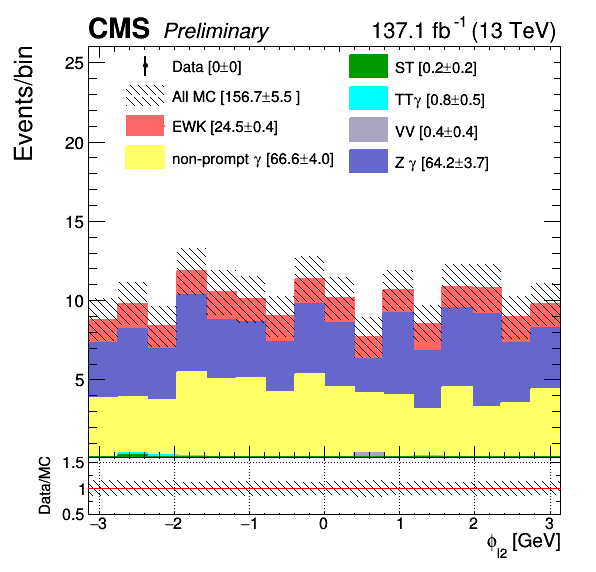 CMS Preliminary 137.1 fb⁻¹ (13 TeV)
Events/bin
25
20
15
10
5
Data [0±0]
All MC [156.7±5.5 ]
EWK [24.5±0.4]
non-prompt γ [66.6±4.0]
ST [0.2±0.2]
TTγ [0.8±0.5]
VV [0.4±0.4]
Z γ [64.2±3.7]
Data/MC
1.5
1
0.5
−3 −2 −1 0 1 2 3
ϕ_l2 [GeV]